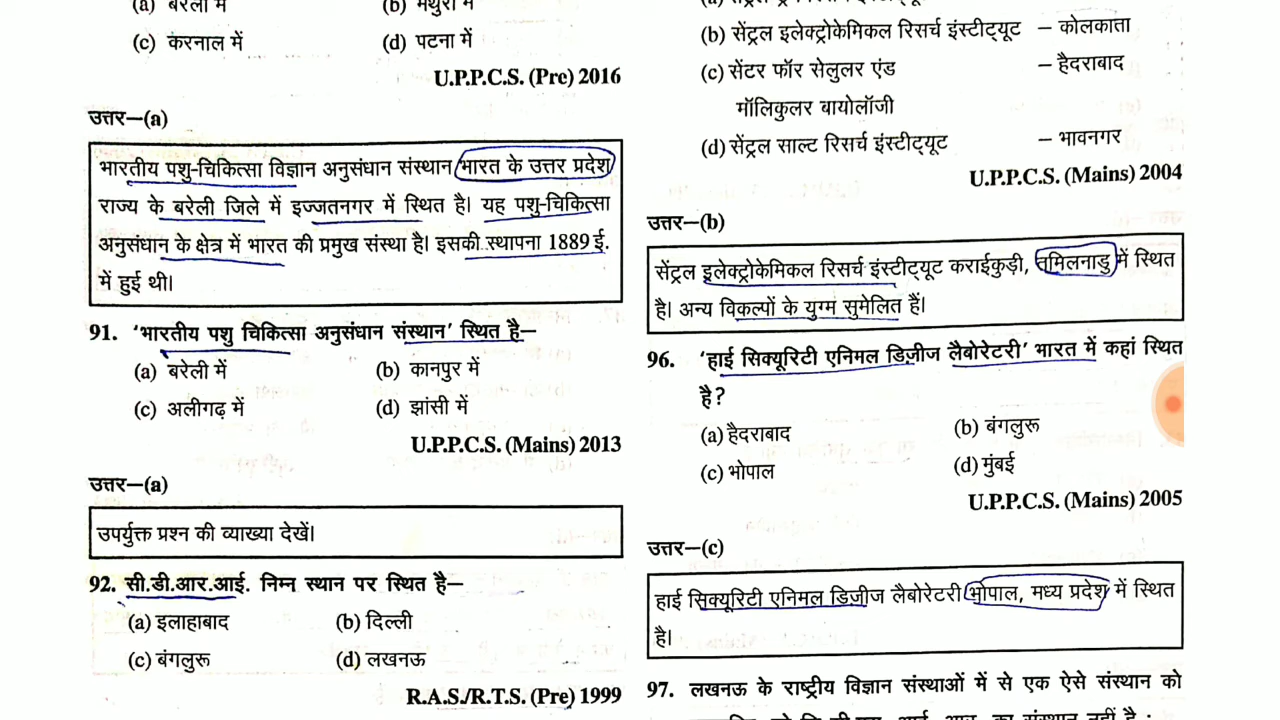 (a) बरेली में (b) मथुरा में
(c) करनाल में (d) पटना में
U.P.P.C.S. (Pre) 2016
उत्तर–(a)
भारतीय पशु-चिकित्सा विज्ञान अनुसंधान संस्थान भारत के उत्तर प्रदेश
राज्य के बरेली जिले में इज्जतनगर में स्थित है। यह पशु-चिकित्सा
अनुसंधान के क्षेत्र में भारत की प्रमुख संस्था है। इसकी स्थापना 1889 ई.
में हुई थी।
91. 'भारतीय पशु चिकित्सा अनुसंधान संस्थान' स्थित है–
(a) बरेली में (b) कानपुर में
(c) अलीगढ़ में (d) झांसी में
U.P.P.C.S. (Mains) 2013
उत्तर–(a)
उपर्युक्त प्रश्न की व्याख्या देखें।
92. सी.डी.आर.आई. निम्न स्थान पर स्थित है–
(a) इलाहाबाद (b) दिल्ली
(c) बंगलुरू (d) लखनऊ
R.A.S./R.T.S. (Pre) 1999
(b) सेंट्रल इलेक्ट्रोकेमिकल रिसर्च इंस्टीट्यूट – कोलकाता
(c) सेंटर फॉर सेलुलर एंड – हैदराबाद
मॉलिकुलर बायोलॉजी
(d) सेंट्रल साल्ट रिसर्च इंस्टीट्यूट – भावनगर
U.P.P.C.S. (Mains) 2004
उत्तर–(b)
सेंट्रल इलेक्ट्रोकेमिकल रिसर्च इंस्टीट्यूट कराईकुड़ी, तमिलनाडु में स्थित
है। अन्य विकल्पों के युग्म सुमेलित हैं।
96. 'हाई सिक्यूरिटी एनिमल डिज़ीज लैबोरेटरी' भारत में कहां स्थित
है?
(a) हैदराबाद (b) बंगलुरू
(c) भोपाल (d) मुंबई
U.P.P.C.S. (Mains) 2005
उत्तर–(c)
हाई सिक्यूरिटी एनिमल डिज़ीज लैबोरेटरी भोपाल, मध्य प्रदेश में स्थित
है।
97. लखनऊ के राष्ट्रीय विज्ञान संस्थाओं में से एक ऐसे संस्थान को